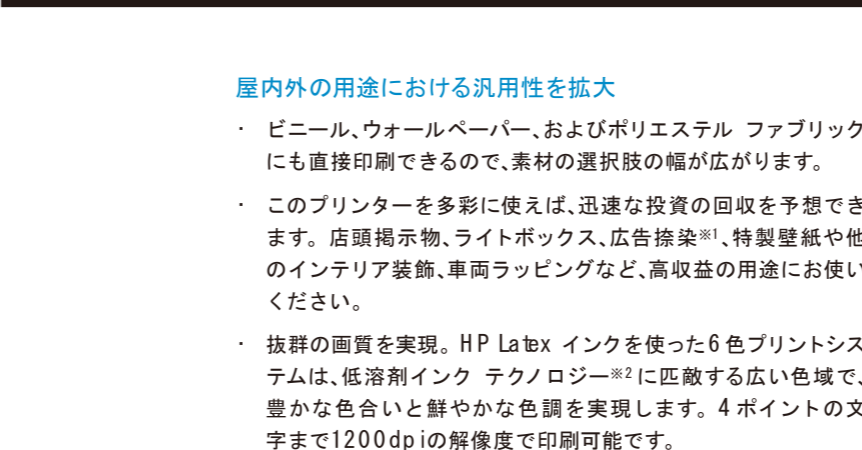 屋内外の用途における汎用性を拡大
· ビニール、ウォールペーパー、およびポリエステル ファブリック
にも直接印刷できるので、素材の選択肢の幅が広がります。
· このプリンターを多彩に使えば、迅速な投資の回収を予想でき
ます。店頭掲示物、ライトボックス、広告捺染※1、特製壁紙や他
のインテリア装飾、車両ラッピングなど、高収益の用途にお使い
ください。
· 抜群の画質を実現。HP Latex インクを使った6色プリントシス
テムは、低溶剤インク テクノロジー※2に匹敵する広い色域で、
豊かな色合いと鮮やかな色調を実現します。4ポイントの文
字まで1200dpiの解像度で印刷可能です。